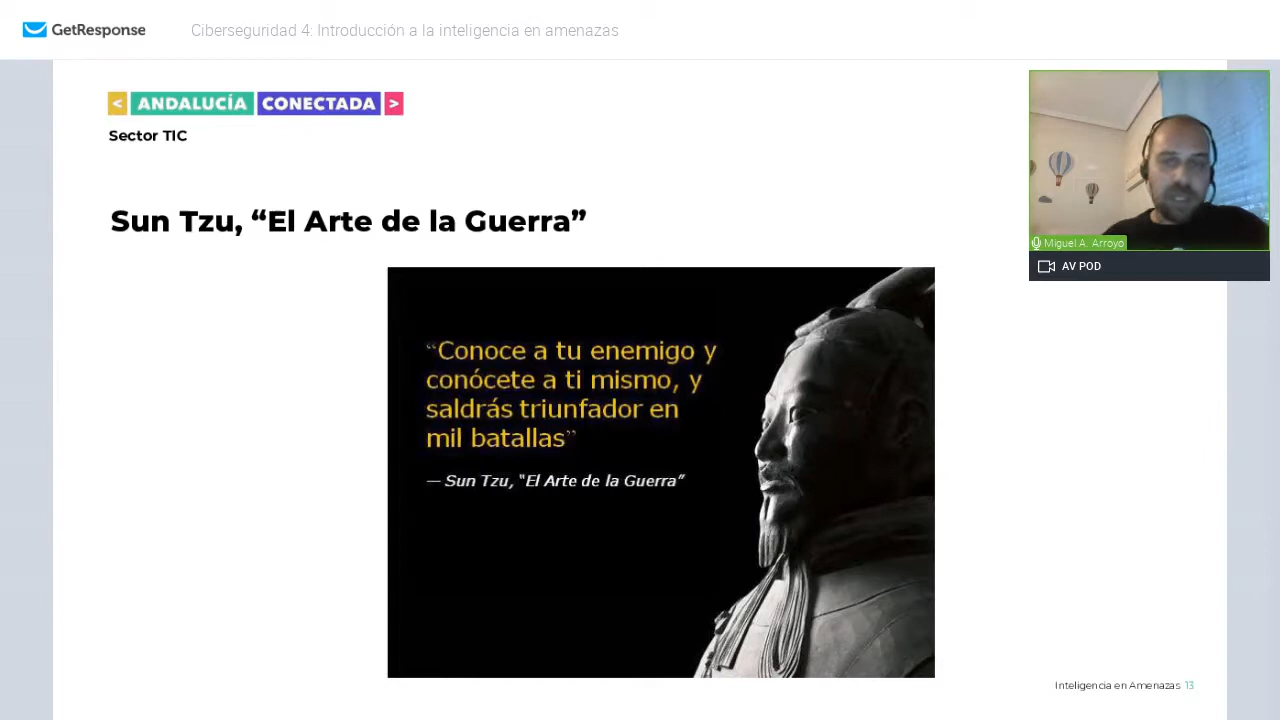 GetResponse
Ciberseguridad 4: Introducción a la inteligencia en amenazas
< ANDALUCÍA CONECTADA >
Sector TIC
Sun Tzu, “El Arte de la Guerra”
“Conoce a tu enemigo y
conócete a ti mismo, y
saldrás triunfador en
mil batallas”
— Sun Tzu, “El Arte de la Guerra”
Miguel A. Arroyo
AV POD
Inteligencia en Amenazas 13